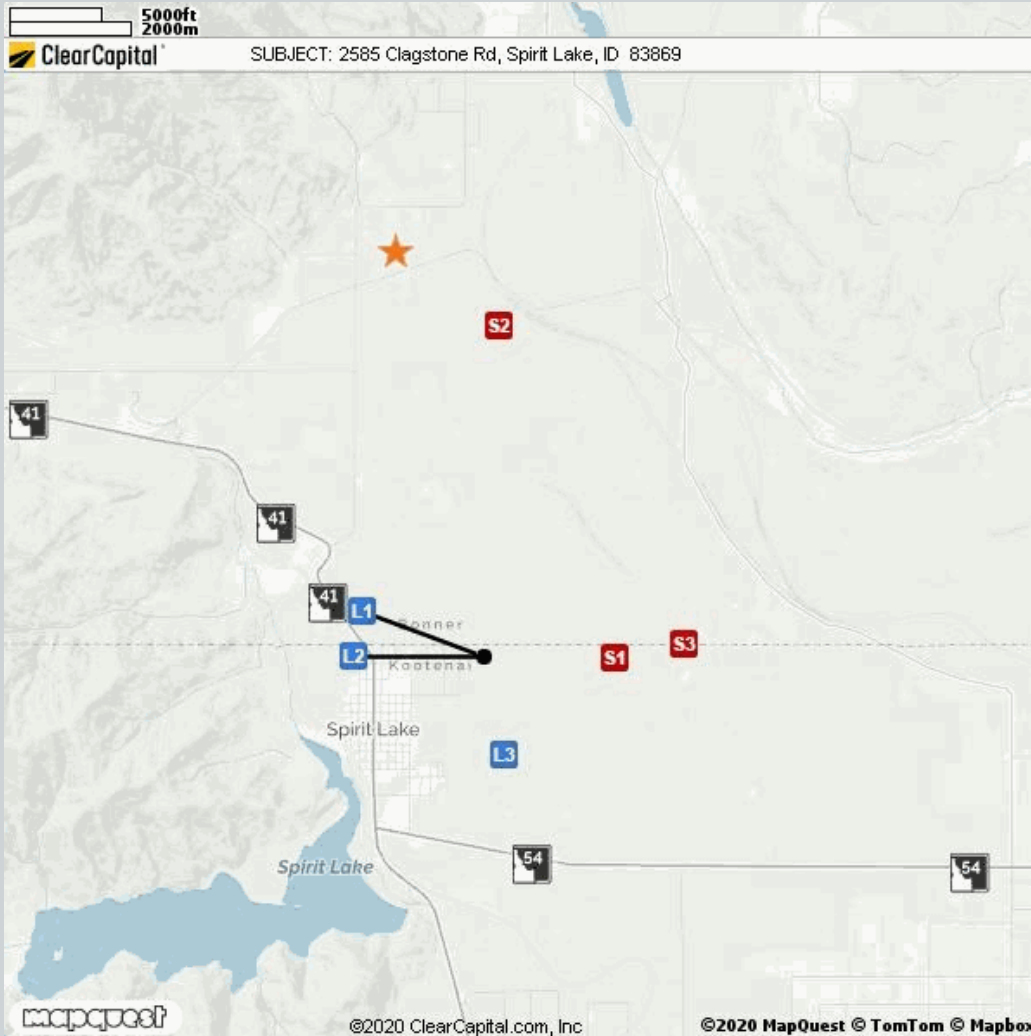 5000ft
2000m
ClearCapital
SUBJECT: 2585 Clagstone Rd, Spirit Lake, ID 83869
S2
41
41
41
L1
Bonner
L2
Kootenai
S1
S3
Spirit Lake
L3
54
54
Spirit Lake
mapquest
©2020 ClearCapital.com, Inc
©2020 MapQuest © TomTom © Mapbo